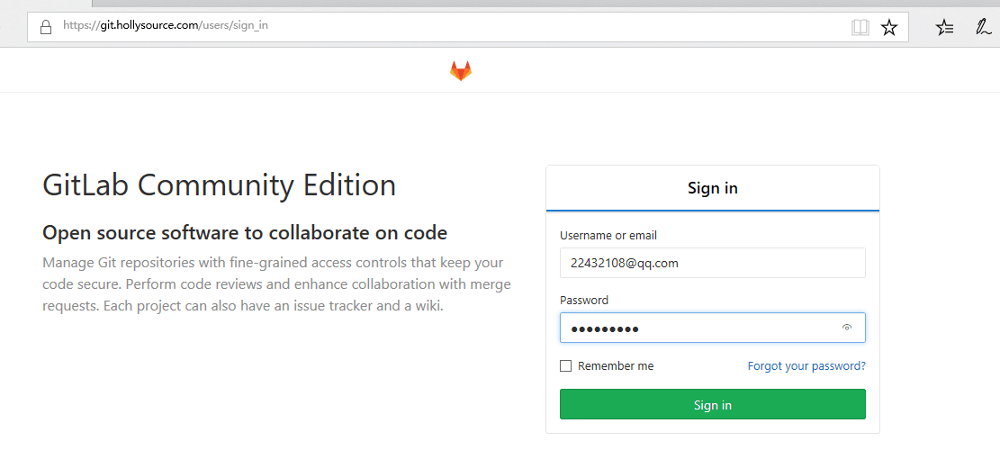 https://git.hollysource.com/users/sign_in
GitLab Community Edition
Open source software to collaborate on code
Manage Git repositories with fine-grained access controls that keep your
code secure. Perform code reviews and enhance collaboration with merge
requests. Each project can also have an issue tracker and a wiki.
Sign in
Username or email
22432108@qq.com
Password
●●●●●●●●●
Remember me
Forgot your password?
Sign in